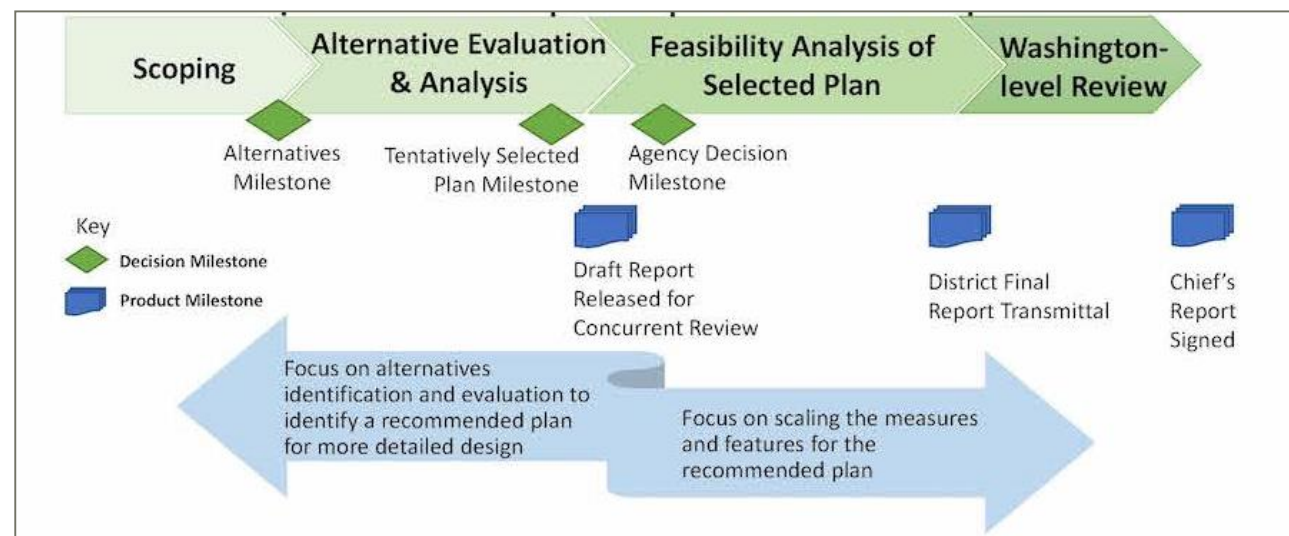 Scoping
Alternative Evaluation
& Analysis
Feasibility Analysis of
Selected Plan
Washington-
level Review
Alternatives
Milestone
Tentatively Selected
Plan Milestone
Agency Decision
Milestone
Key
Decision Milestone
Product Milestone
Draft Report
Released for
Concurrent Review
District Final
Report Transmittal
Chief's
Report
Signed
Focus on alternatives
identification and evaluation to
identify a recommended plan
for more detailed design
Focus on scaling the measures
and features for the
recommended plan